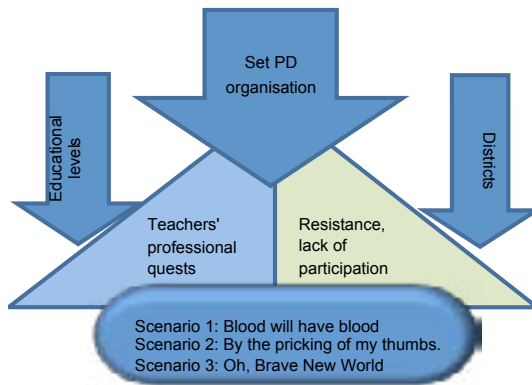 Set PD
organisation
Educational
levels
Districts
Teachers'
professional
quests
Resistance,
lack of
participation
Scenario 1: Blood will have blood
Scenario 2: By the pricking of my thumbs.
Scenario 3: Oh, Brave New World